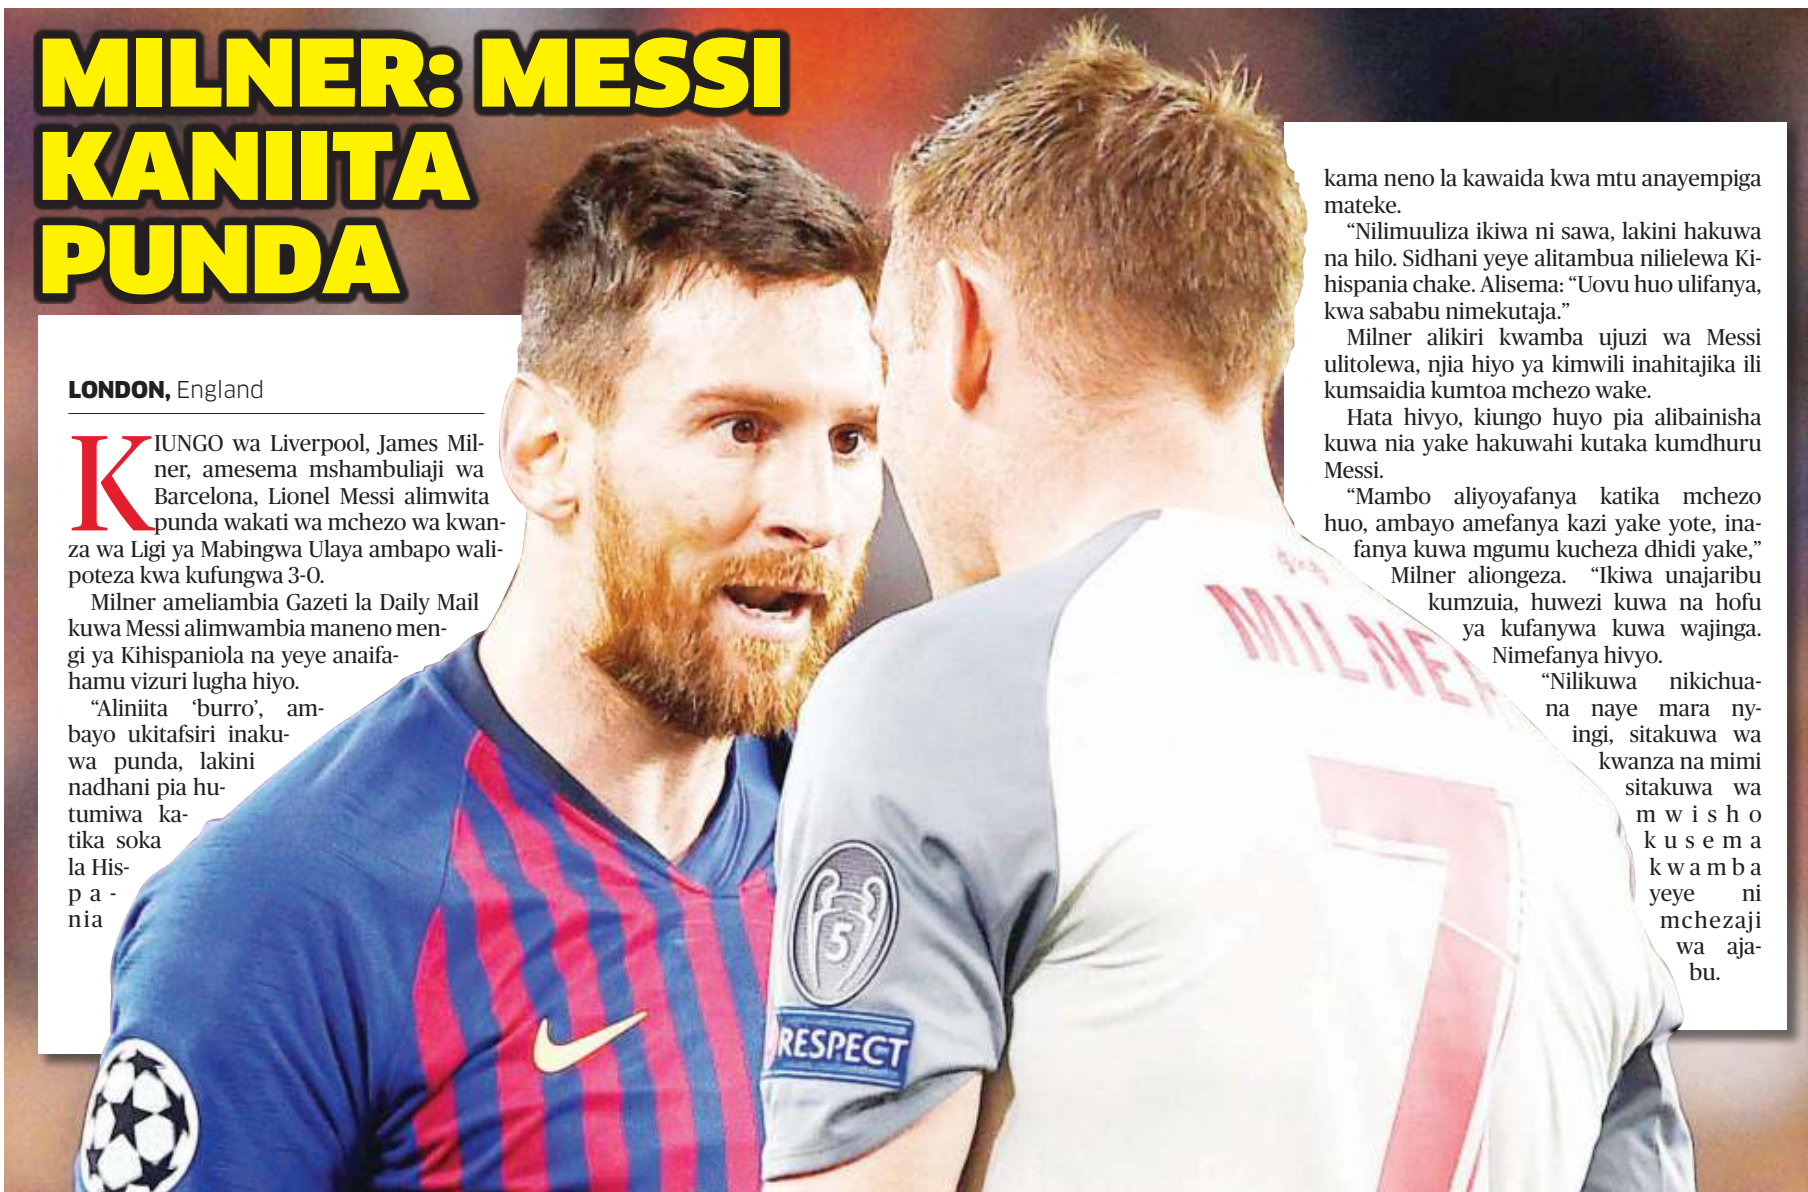 MILNER: MESSI
KANIITA
PUNDA
LONDON, England
KIUNGO wa Liverpool, James Mil-
ner, amesema mshambuliaji wa
Barcelona, Lionel Messi alimwita
punda wakati wa mchezo wa kwan-
za wa Ligi ya Mabingwa Ulaya ambapo wali-
poteza kwa kufungwa 3-0.
Milner ameliambia Gazeti la Daily Mail
kuwa Messi alimwambia maneno men-
gi ya Kihispaniola na yeye anaifa-
hamu vizuri lugha hiyo.
“Aliniita ‘burro’, am-
bayo ukitafsiri inaku-
wa punda, lakini
nadhani pia hu-
tumiwa ka-
tika soka
la His-
pa-
nia
kama neno la kawaida kwa mtu anayempiga
mateke.
“Nilimuuliza ikiwa ni sawa, lakini hakuwa
na hilo. Sidhani yeye alitambua nilielewa Ki-
hispania chake. Alisema: “Uovu huo ulifanya,
kwa sababu nimekutaja.”
Milner alikiri kwamba ujuzi wa Messi
ulitolewa, njia hiyo ya kimwili inahitajika ili
kumsaidia kumtoa mchezo wake.
Hata hivyo, kiungo huyo pia alibainisha
kuwa nia yake hakuwahi kutaka kumdhuru
Messi.
“Mambo aliyoyafanya katika mchezo
huo, ambayo amefanya kazi yake yote, ina-
fanya kuwa mgumu kucheza dhidi yake,”
Milner aliongeza. “Ikiwa unajaribu
kumzuia, huwezi kuwa na hofu
ya kufanywa kuwa wajinga.
Nimefanya hivyo.
“Nilikuwa nikichua-
na naye mara ny-
ingi, sitakuwa wa
kwanza na mimi
sitakuwa wa
mwisho
kusema
kwamba
yeye ni
mchezaji
wa aja-
bu.
MILNER
7
5
RESPECT